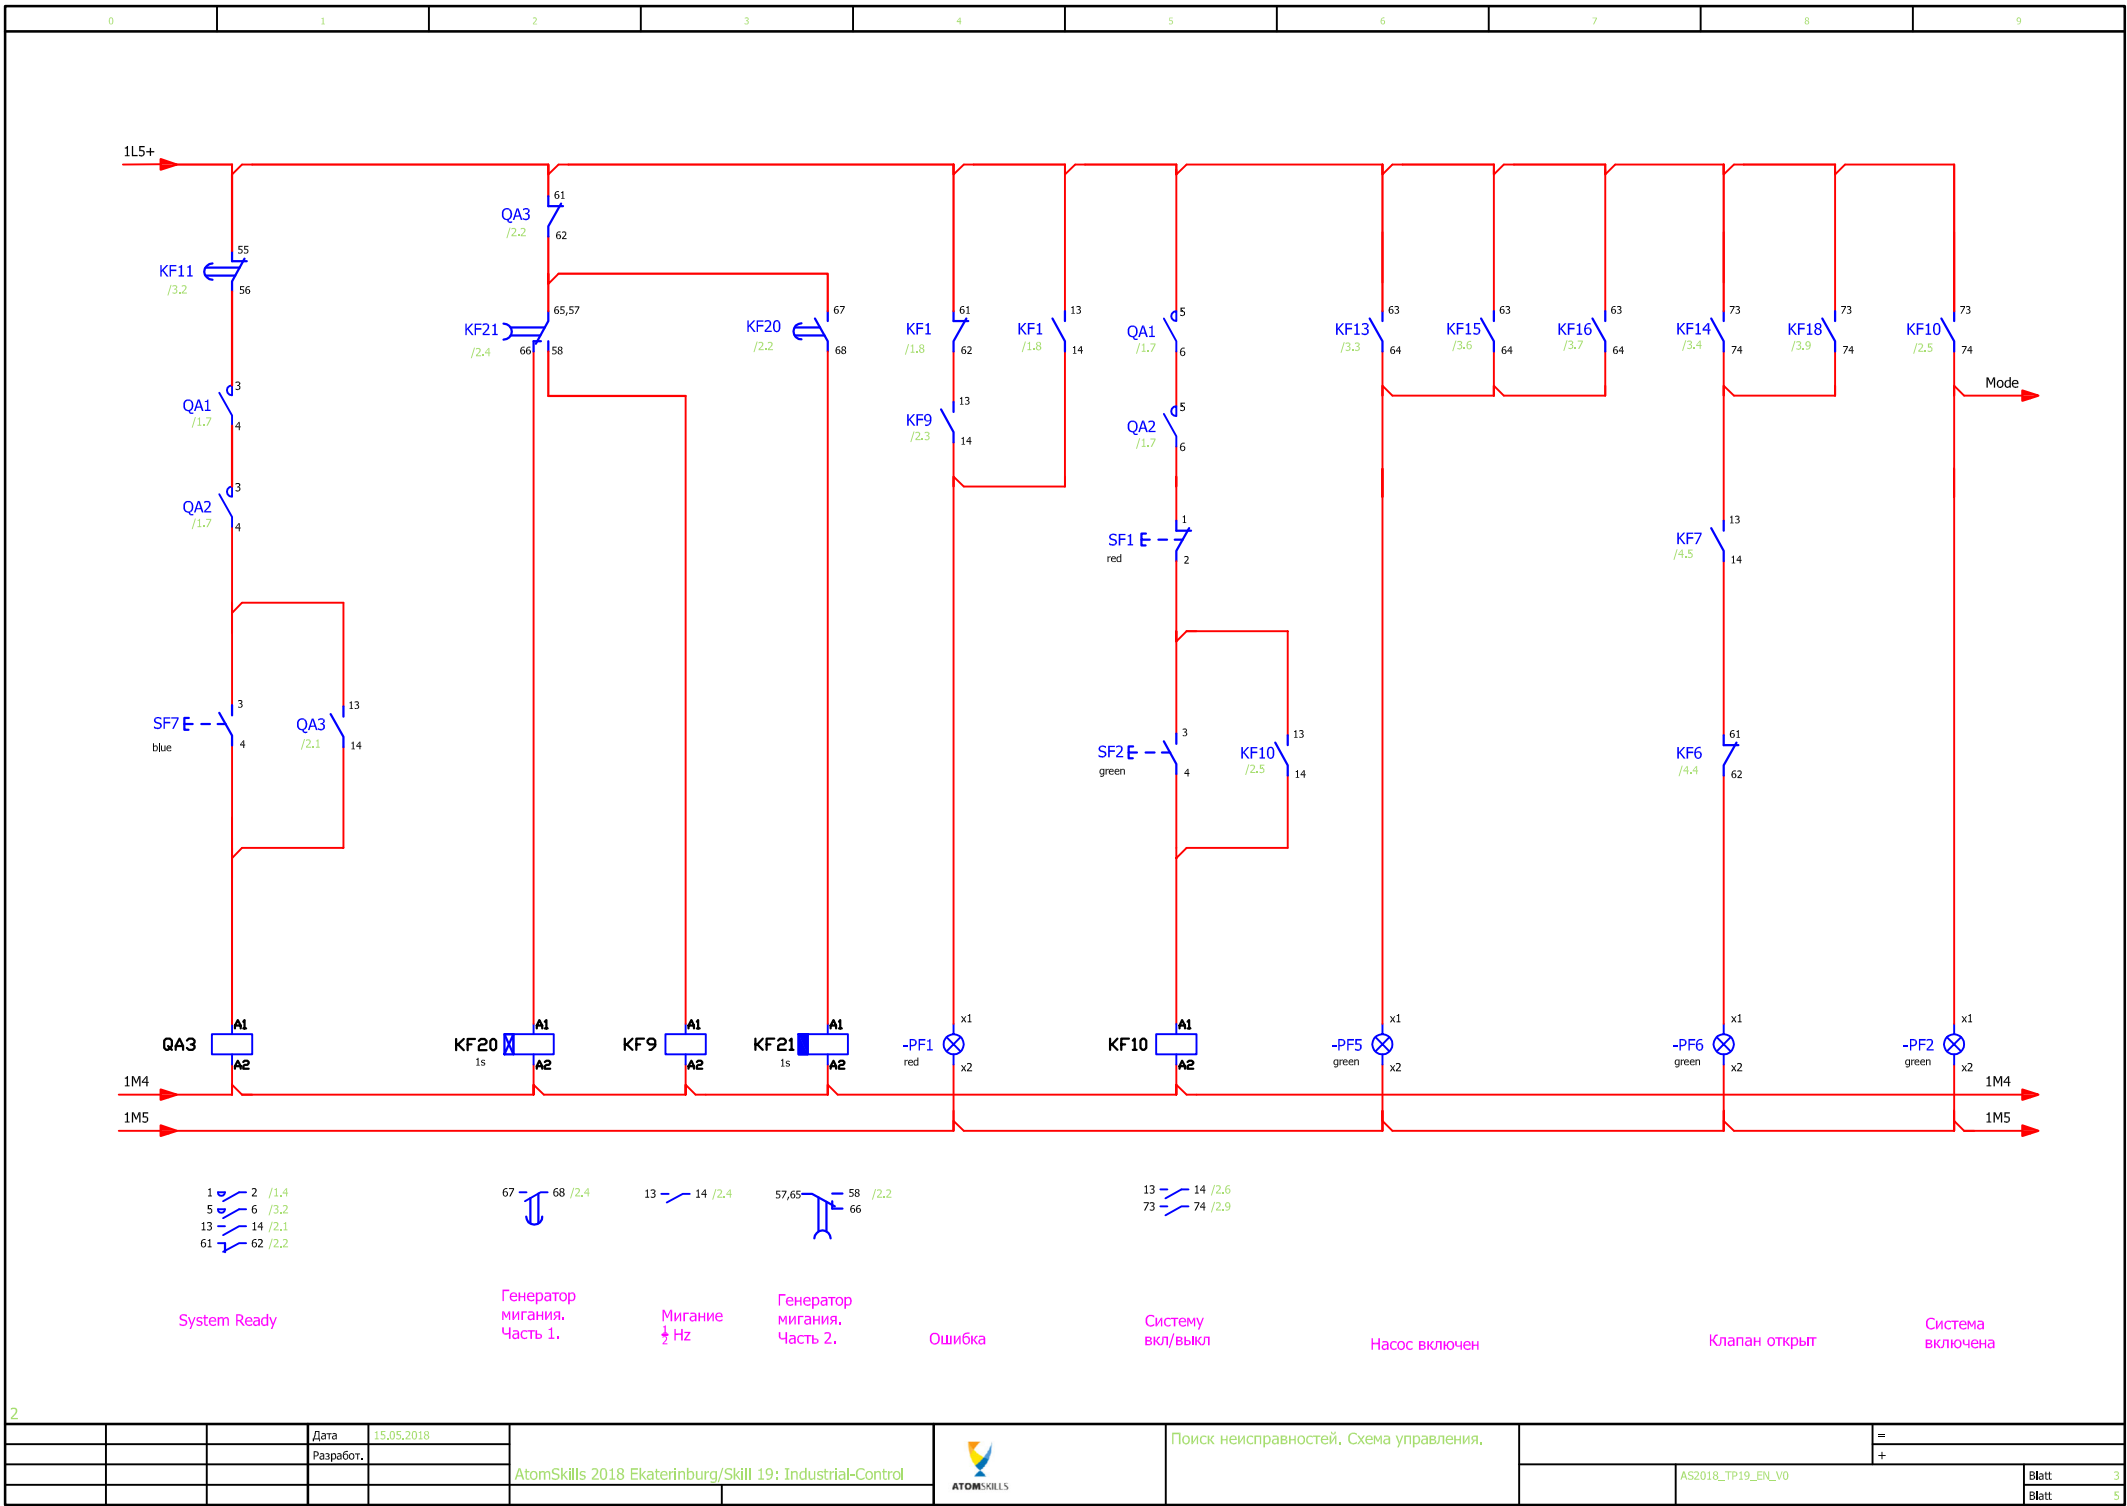 0 1 2 3 4 5 6 7 8 9
1L5+
61
QA3
/2.2
62
55
KF11
/3.2
56
65,57
KF21
/2.4
66 58
67
KF20
/2.2
68
61
KF1
/1.8
62
13
KF1
/1.8
14
5
QA1
/1.7
6
63
KF13
/3.3
64
63
KF15
/3.6
64
63
KF16
/3.7
64
73
KF14
/3.4
74
73
KF18
/3.9
74
73
KF10
/2.5
74
Mode
3
QA1
/1.7
4
13
KF9
/2.3
14
5
QA2
/1.7
6
3
QA2
/1.7
4
1
SF1
red
2
13
KF7
/4.5
14
3
SF7
blue
4
13
QA3
/2.1
14
3
SF2
green
4
13
KF10
/2.5
14
61
KF6
/4.4
62
A1
QA3
A2
A1
KF20
1s
A2
A1
KF9
A2
A1
KF21
1s
A2
x1
-PF1
red
x2
A1
KF10
A2
x1
-PF5
green
x2
x1
-PF6
green
x2
x1
-PF2
green
x2
1M4 1M4
1M5 1M5
1 2 /1.4
5 6 /3.2
13 14 /2.1
61 62 /2.2
67 68 /2.4
13 14 /2.4
57,65 58 /2.2
66
13 14 /2.6
73 74 /2.9
System Ready
Генератор
мигания.
Часть 1.
Мигание
1/2 Hz
Генератор
мигания.
Часть 2.
Ошибка
Систему
вкл/выкл
Насос включен
Клапан открыт
Система
включена
2
Дата 15.05.2018
Разработ.
AtomSkills 2018 Ekaterinburg/Skill 19: Industrial-Control
ATOMSKILLS
Поиск неисправностей. Схема управления.
=
+
AS2018_TP19_EN_V0
Blatt 3
Blatt 5